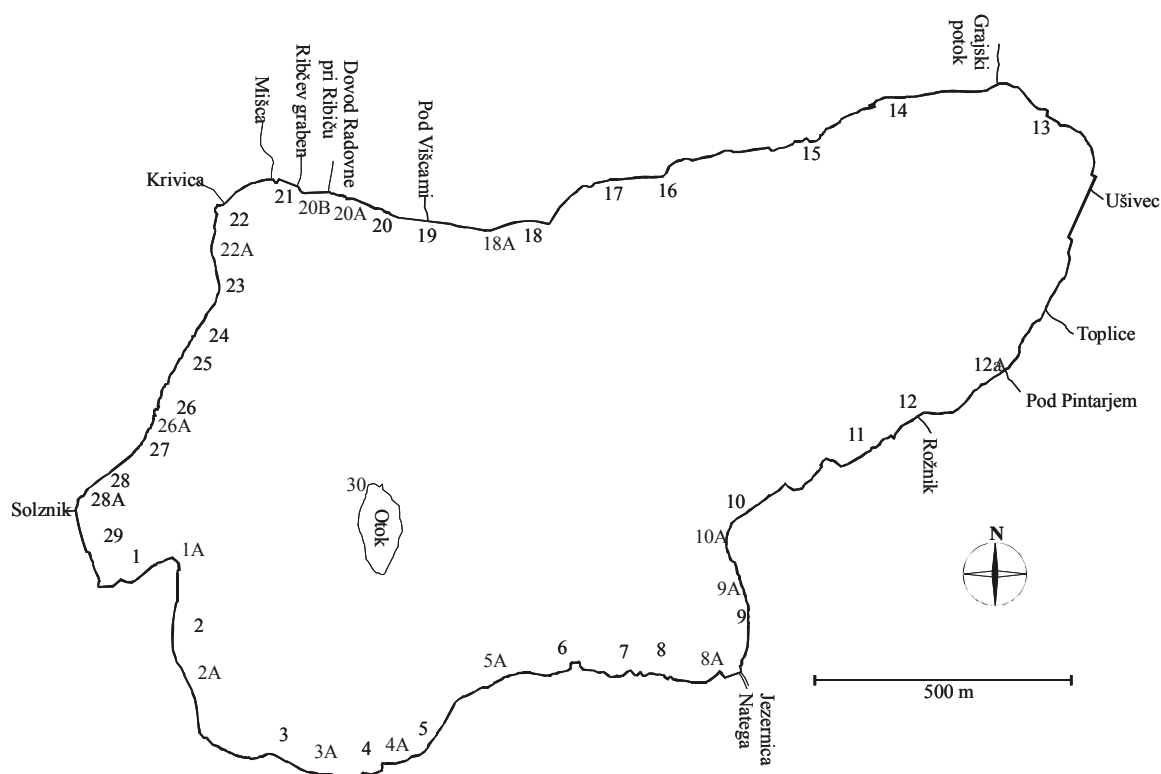 Grajski
potok
14
13
Mišca
Ribčev graben
Dovod Radovne
pri Ribiču
Pod Višcami
15
Krivica
21
20B
20A
20
19
18A
18
17
16
Ušivec
22
22A
23
24
25
26
26A
27
28
28A
Solznik
29
1
1A
Toplice
12a
Pod Pintarjem
12
Rožnik
11
10
10A
30
Otok
N
9A
9
2
2A
3
3A
4
4A
5
5A
6
7
8
8A
Jezernica
Natega
500 m